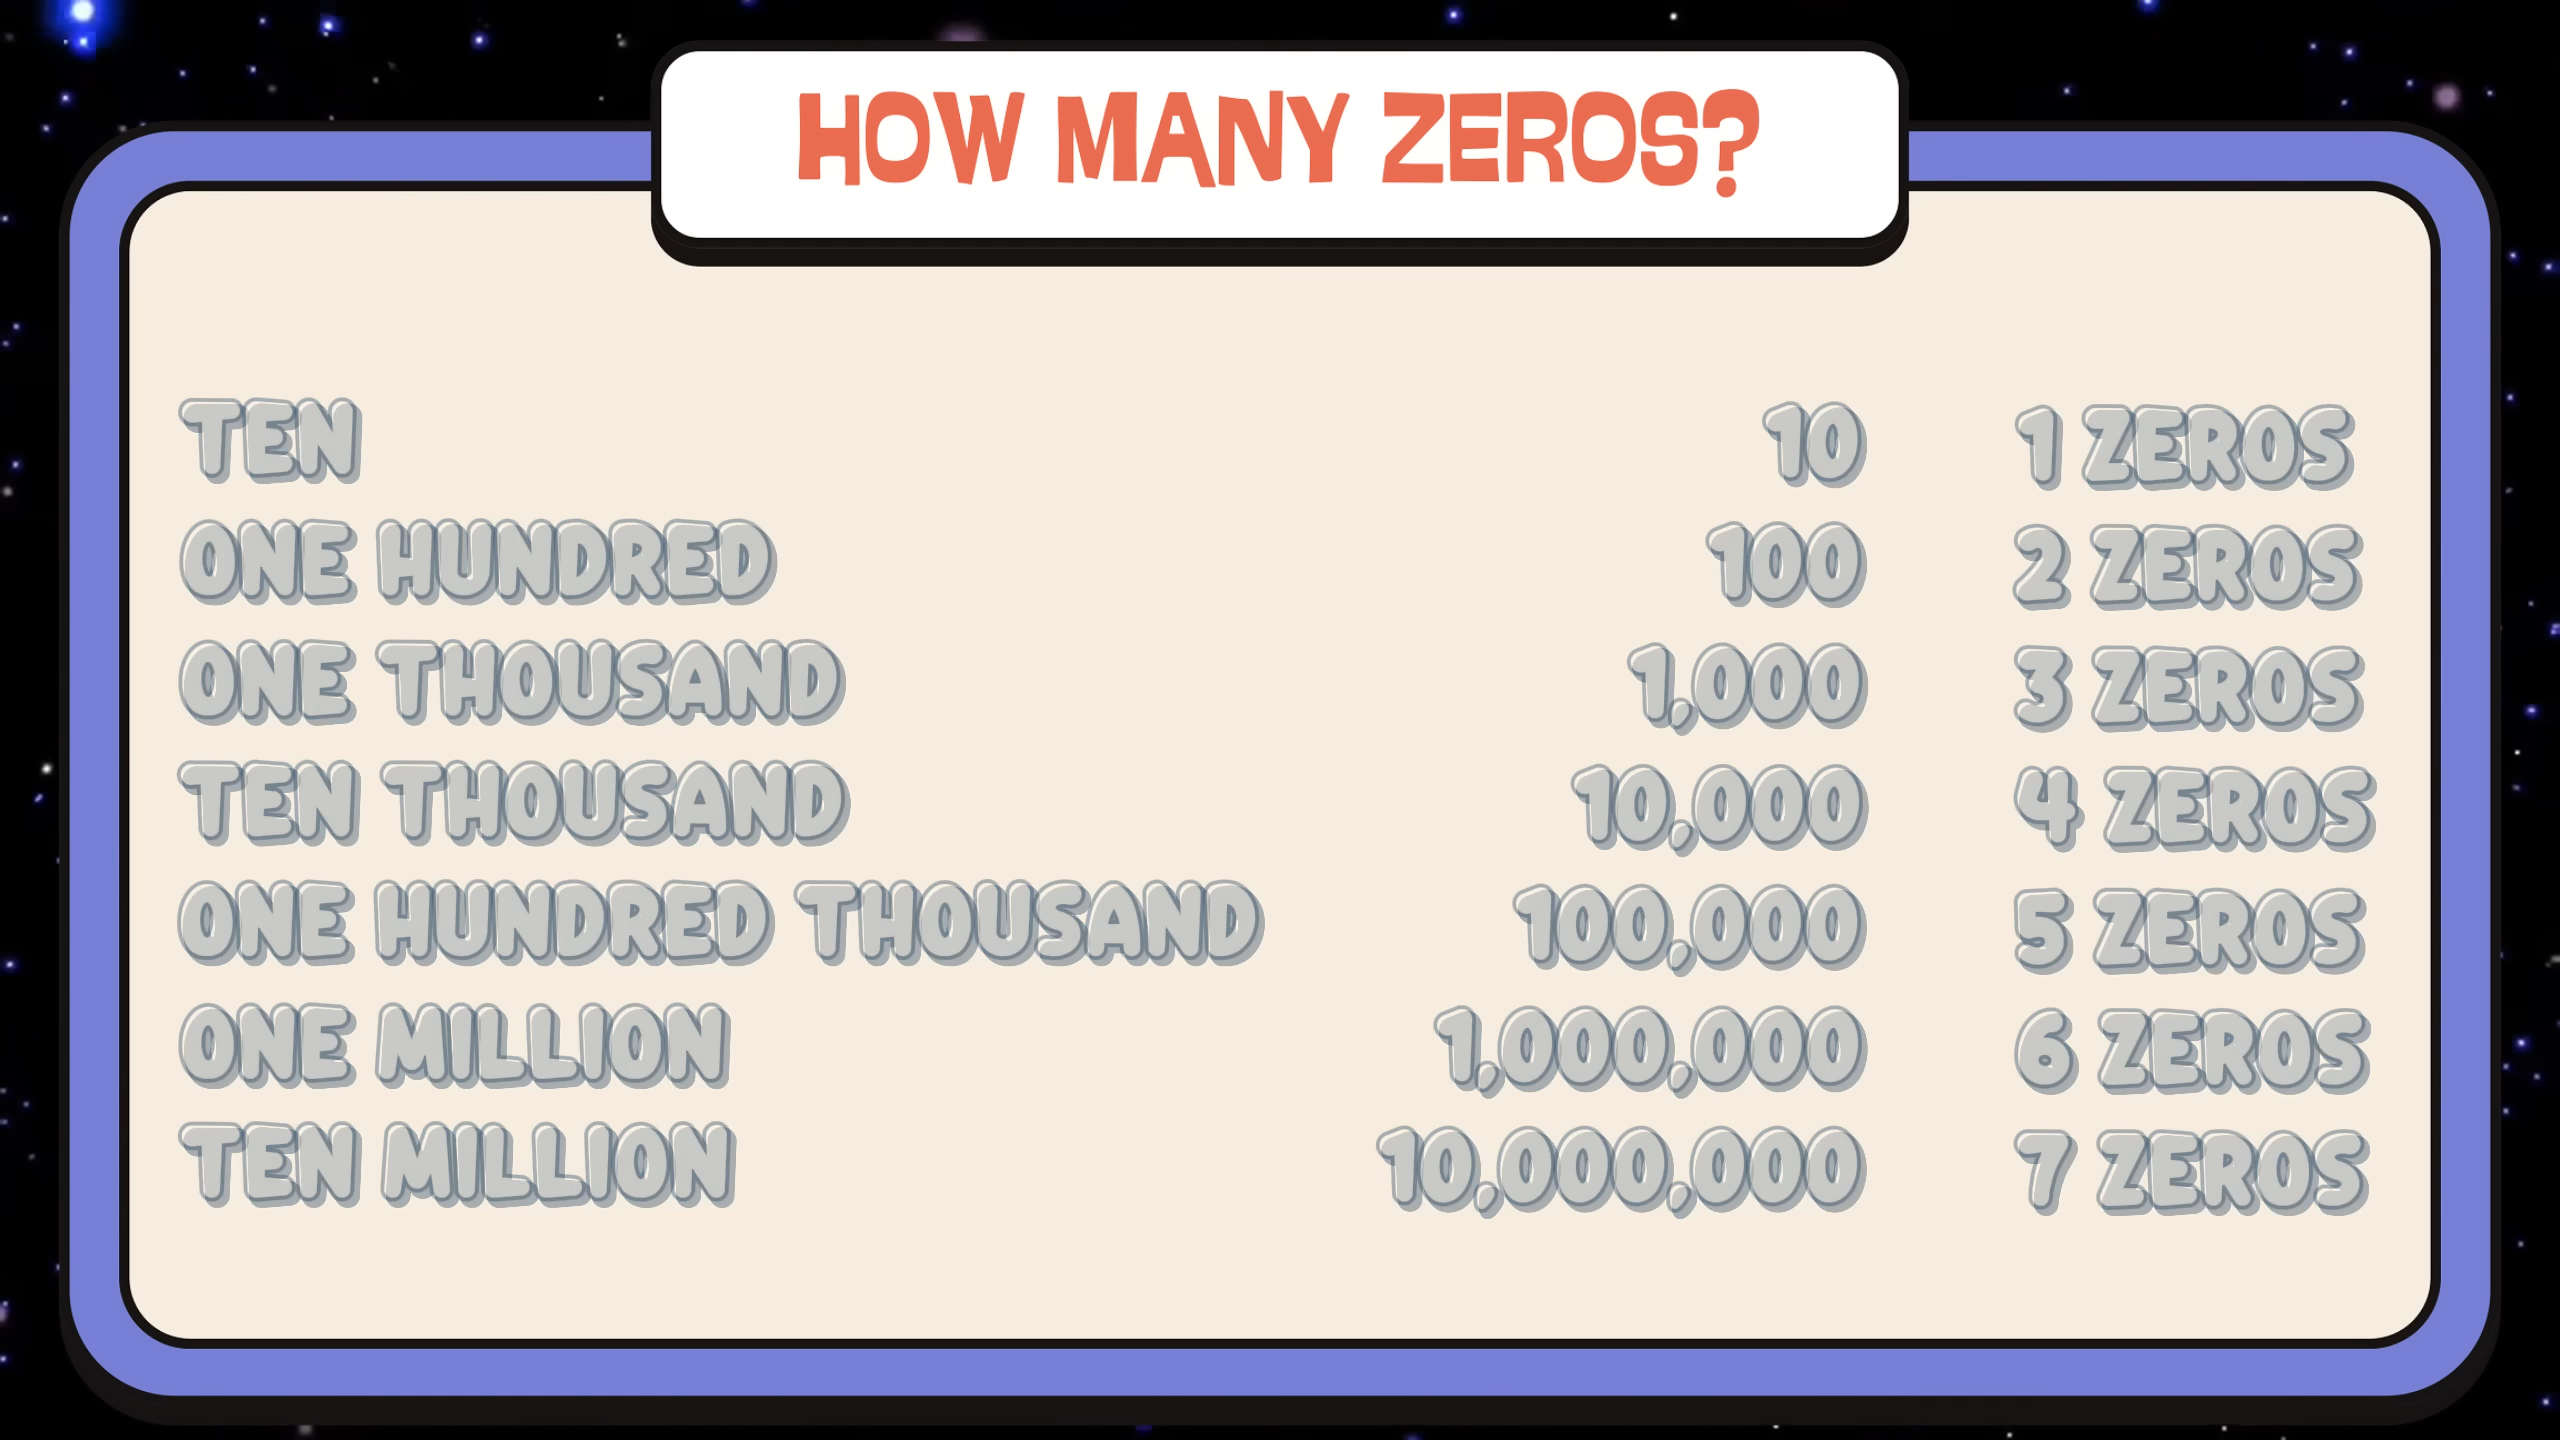 HOW MANY ZEROS?
TEN 10 1 ZEROS
ONE HUNDRED 100 2 ZEROS
ONE THOUSAND 1,000 3 ZEROS
TEN THOUSAND 10,000 4 ZEROS
ONE HUNDRED THOUSAND 100,000 5 ZEROS
ONE MILLION 1,000,000 6 ZEROS
TEN MILLION 10,000,000 7 ZEROS